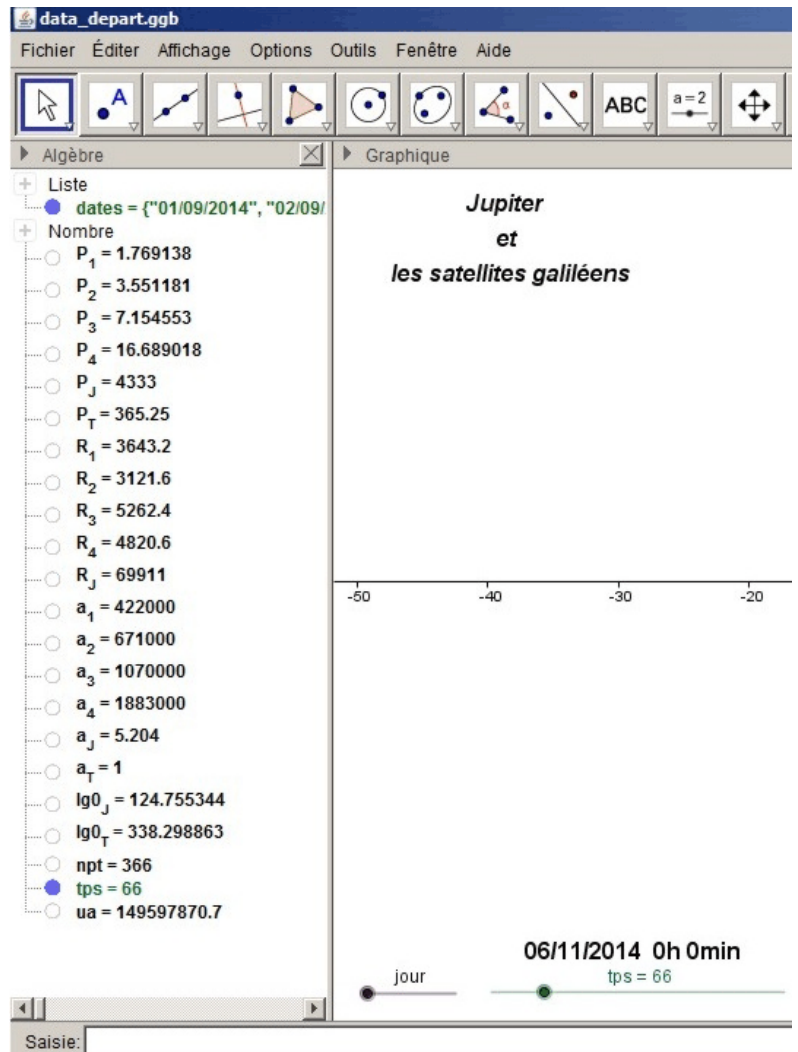 data_depart.ggb
Fichier Éditer Affichage Options Outils Fenêtre Aide
A α ABC a=2
Algèbre
Liste
dates = {"01/09/2014", "02/09/
Nombre
P1 = 1.769138
P2 = 3.551181
P3 = 7.154553
P4 = 16.689018
PJ = 4333
PT = 365.25
R1 = 3643.2
R2 = 3121.6
R3 = 5262.4
R4 = 4820.6
RJ = 69911
a1 = 422000
a2 = 671000
a3 = 1070000
a4 = 1883000
aJ = 5.204
aT = 1
lg0J = 124.755344
lg0T = 338.298863
npt = 366
tps = 66
ua = 149597870.7
Graphique
Jupiter
et
les satellites galiléens
-50 -40 -30 -20
06/11/2014 0h 0min
jour
tps = 66
Saisie: